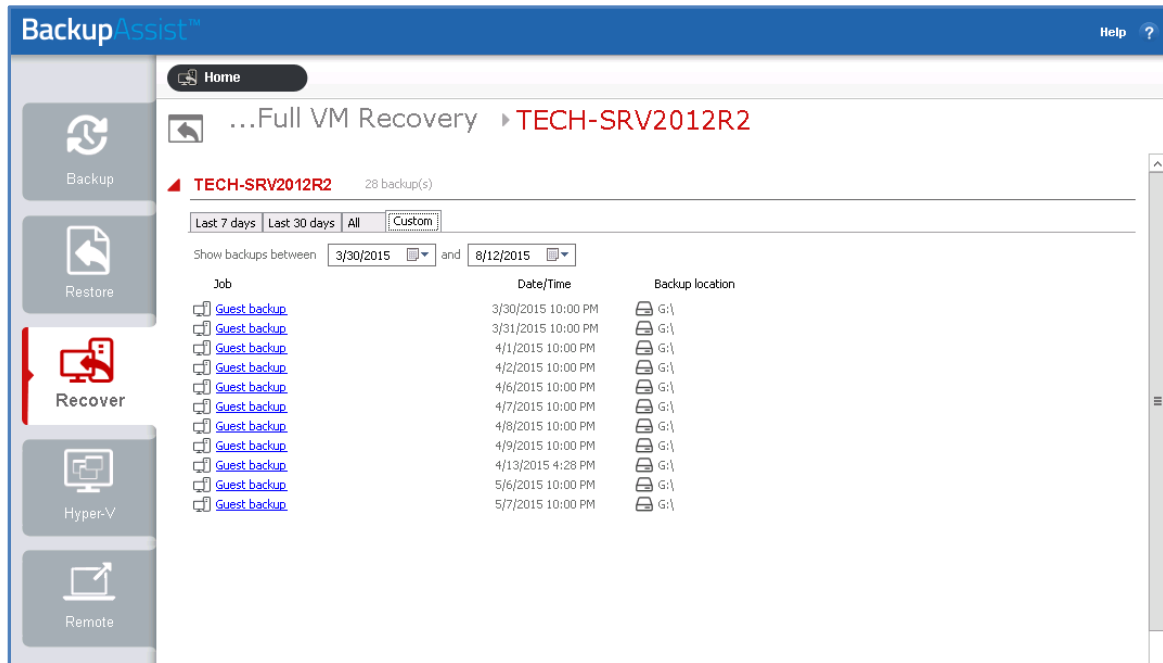 BackupAssist™
Help ?
Home
...Full VM Recovery TECH-SRV2012R2
Backup
TECH-SRV2012R2 28 backup(s)
Last 7 days Last 30 days All Custom
Show backups between 3/30/2015 and 8/12/2015
Restore
Job Date/Time Backup location
Guest backup 3/30/2015 10:00 PM G:\
Guest backup 3/31/2015 10:00 PM G:\
Guest backup 4/1/2015 10:00 PM G:\
Guest backup 4/2/2015 10:00 PM G:\
Guest backup 4/6/2015 10:00 PM G:\
Recover
Guest backup 4/7/2015 10:00 PM G:\
Guest backup 4/8/2015 10:00 PM G:\
Guest backup 4/9/2015 10:00 PM G:\
Guest backup 4/13/2015 4:28 PM G:\
Guest backup 5/6/2015 10:00 PM G:\
Guest backup 5/7/2015 10:00 PM G:\
Hyper-V
Remote